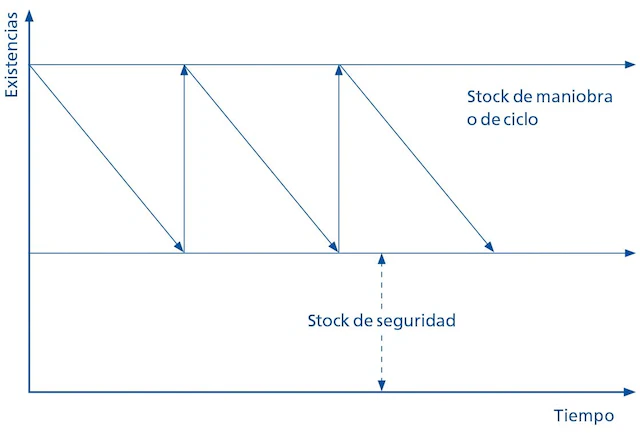 Existencias
Stock de maniobra
o de ciclo
Stock de seguridad
Tiempo